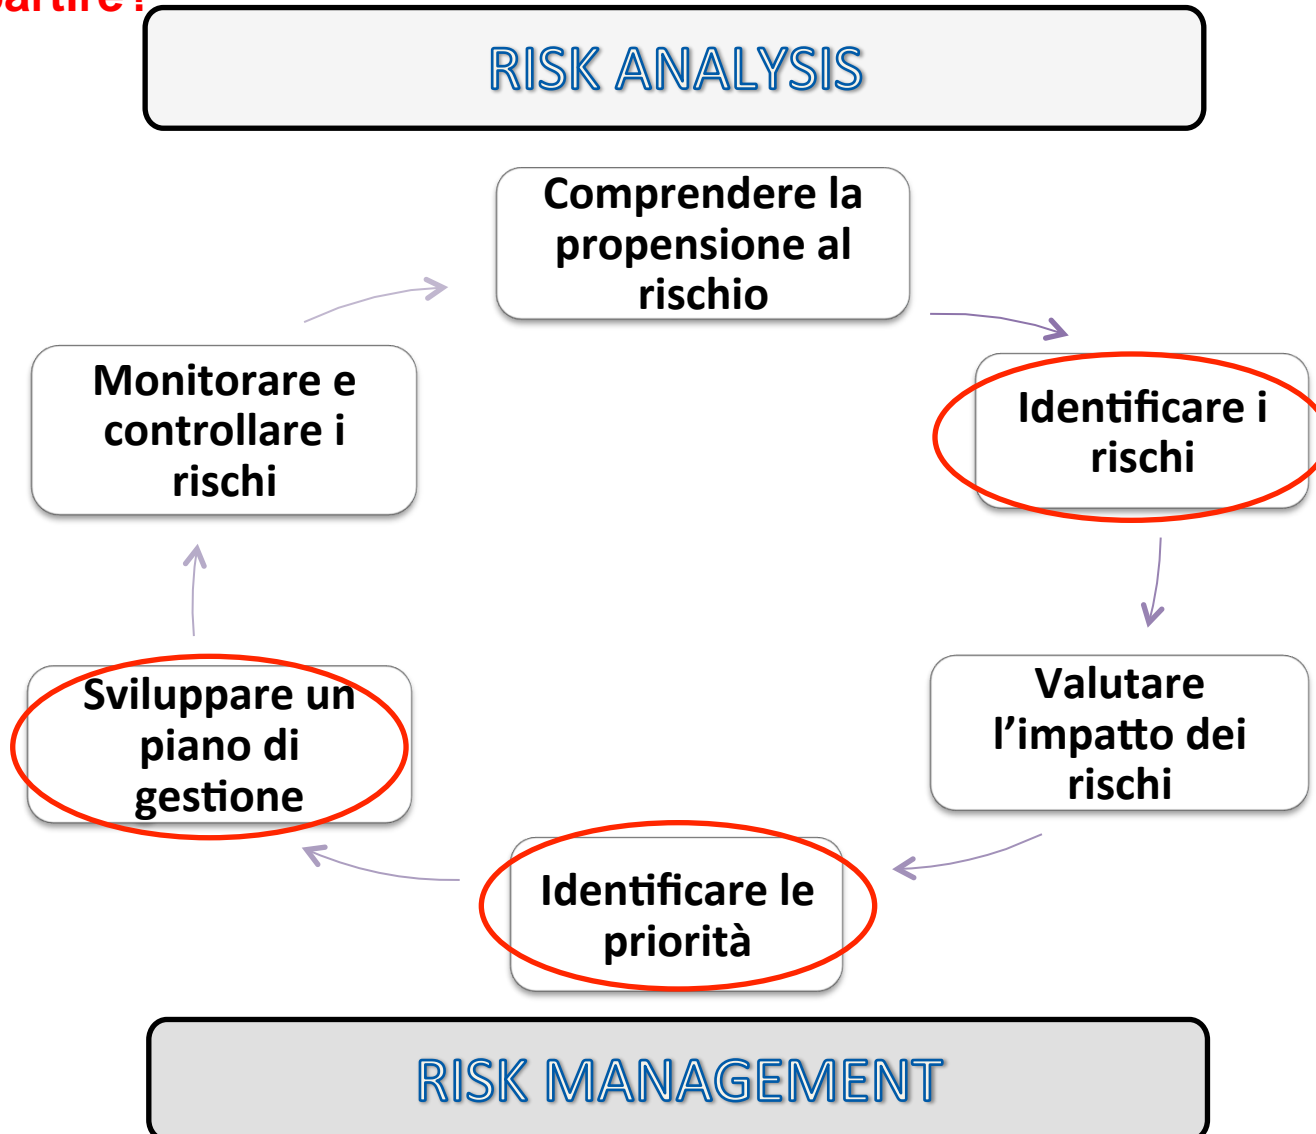 partire?
RISK ANALYSIS
Comprendere la
propensione al
rischio
Identificare i
rischi
Valutare
l’impatto dei
rischi
Identificare le
priorità
Sviluppare un
piano di
gestione
Monitorare e
controllare i
rischi
RISK MANAGEMENT